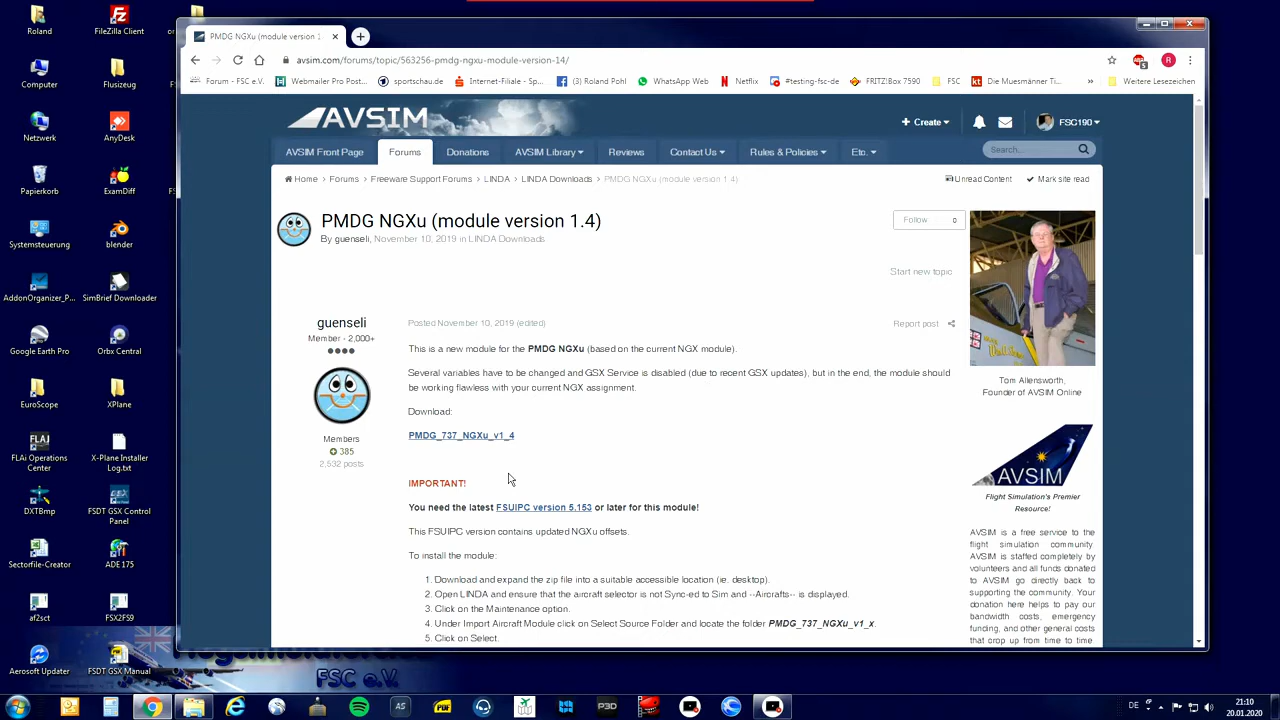 Roland
FileZilla Client
PMDG NGXu (module version 1.
avsim.com/forums/topic/563256-pmdg-ngxu-module-version-14/
Forum - FSC e.V.
Webmailer Pro Post...
sportschau.de
Internet-Filiale - Sp...
(3) Roland Pohl
WhatsApp Web
Netflix
#testing-fsc-de
FRITZ!Box 7590
FSC
Die Muesmänner Ti...
»
Weitere Lesezeichen
Computer
Flusizeug
AVSIM
+ Create
FSC190
Netzwerk
AnyDesk
AVSIM Front Page
Forums
Donations
AVSIM Library
Reviews
Contact Us
Rules & Policies
Etc.
Search...
Home > Forums > Freeware Support Forums > LINDA > LINDA Downloads > PMDG NGXu (module version 1.4)
Unread Content
Mark site read
Papierkorb
ExamDiff
PMDG NGXu (module version 1.4)
Follow 0
By guenseli, November 10, 2019 in LINDA Downloads
Systemsteuerung
blender
Start new topic
AddonOrganizer_P...
SimBrief Downloader
guenseli
Posted November 10, 2019 (edited)
Report post
Member - 2,000+
This is a new module for the PMDG NGXu (based on the current NGX module).
Google Earth Pro
Orbx Central
Several variables have to be changed and GSX Service is disabled (due to recent GSX updates), but in the end, the module should
be working flawless with your current NGX assignment.
Tom Allensworth,
Founder of AVSIM Online
Download:
EuroScope
XPlane
PMDG_737_NGXu_v1_4
Members
385
2,532 posts
FLAi Operations
Center
X-Plane Installer
Log.txt
IMPORTANT!
AVSIM
You need the latest FSUIPC version 5.153 or later for this module!
Flight Simulation's Premier
Resource!
DXTBmp
FSDT GSX Control
Panel
This FSUIPC version contains updated NGXu offsets.
To install the module:
AVSIM is a free service to the
flight simulation community.
AVSIM is staffed completely by
volunteers and all funds donated
to AVSIM go directly back to
supporting the community. Your
donation here helps to pay our
bandwidth costs, emergency
funding, and other general costs
that crop up from time to time
Sectorfile-Creator
ADE 175
1. Download and expand the zip file into a suitable accessible location (ie. desktop).
2. Open LINDA and ensure that the aircraft selector is not Sync-ed to Sim and --Aircrafts-- is displayed.
3. Click on the Maintenance option.
4. Under Import Aircraft Module click on Select Source Folder and locate the folder PMDG_737_NGXu_v1_x.
5. Click on Select.
af2sct
FSX2FS9
Aerosoft Updater
FSDT GSX Manual
FSC e.V.
AS
PDF
P3D
DE
21:10
20.01.2020